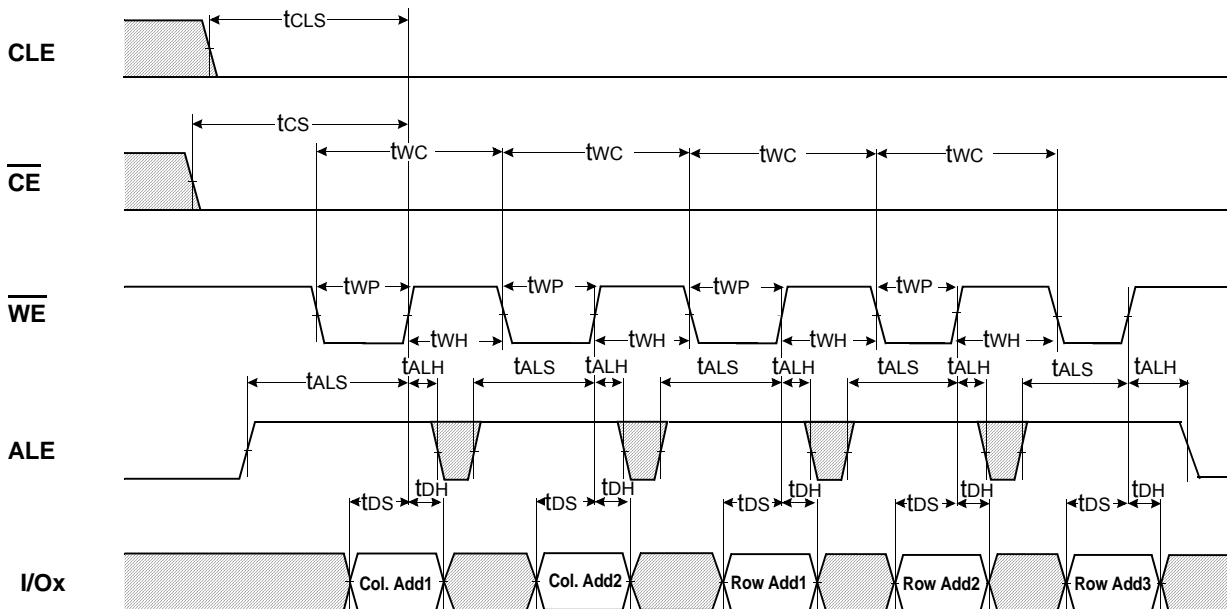 tCLS
CLE
tCS
tWC tWC tWC tWC
CE
tWP tWP tWP tWP
WE
tWH tWH tWH tWH
tALS tALH tALS tALH tALS tALH tALS tALH tALS tALH
ALE
tDS tDH tDS tDH tDS tDH tDS tDH tDS tDH
I/Ox Col. Add1 Col. Add2 Row Add1 Row Add2 Row Add3